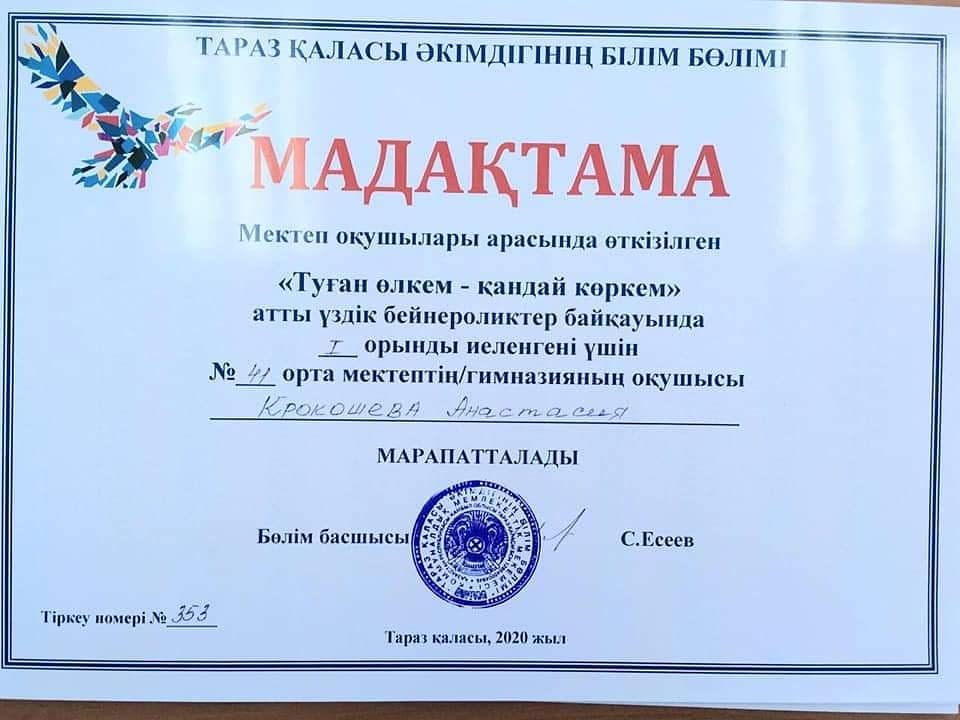 ТАРАЗ ҚАЛАСЫ ӘКІМДІГІНІҢ БІЛІМ БӨЛІМІ
МАДАҚТАМА
Мектеп оқушылары арасында өткізілген
«Туған өлкем - қандай көркем»
атты үздік бейнероликтер байқауында
I орынды иеленгені үшін
№ 41 орта мектептің/гимназияның оқушысы
Крокошева Анастасия
МАРАПАТТАЛАДЫ
Бөлім басшысы
С.Есеев
Тіркеу номері № 353
Тараз қаласы, 2020 жыл